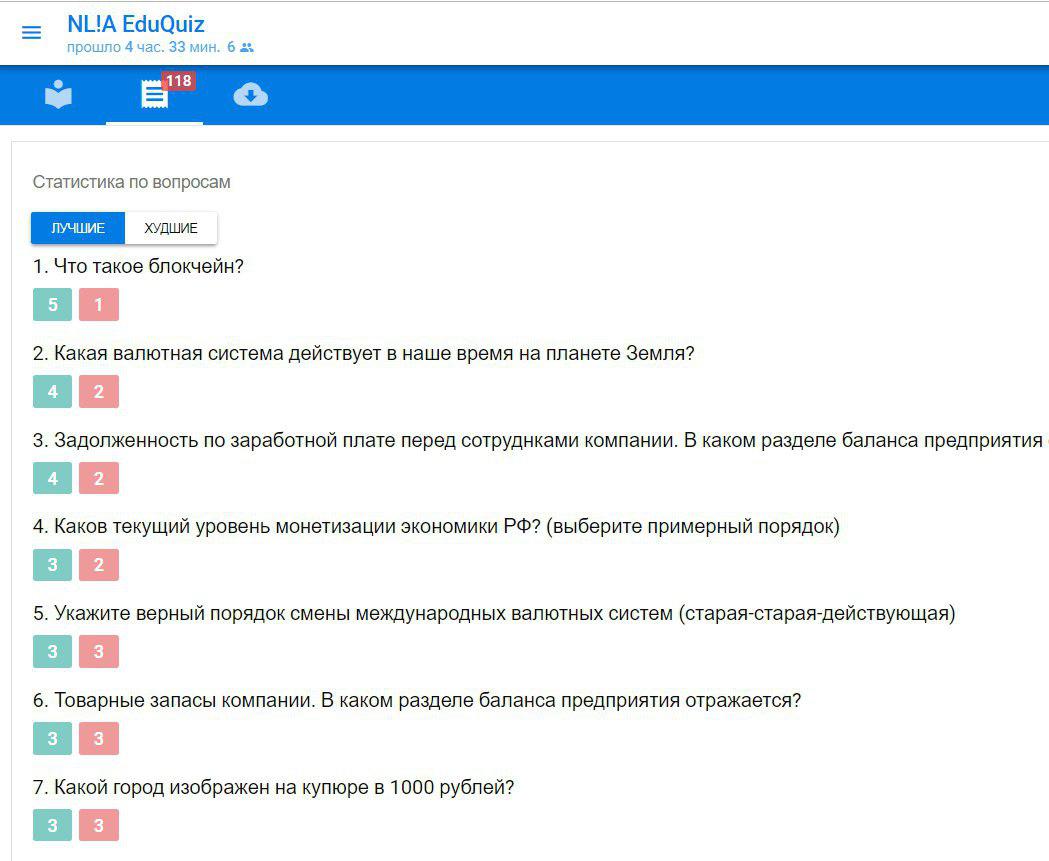 NL!A EduQuiz
прошло 4 час. 33 мин. 6
118
Статистика по вопросам
ЛУЧШИЕ ХУДШИЕ
1. Что такое блокчейн?
5 1
2. Какая валютная система действует в наше время на планете Земля?
4 2
3. Задолженность по заработной плате перед сотруднками компании. В каком разделе баланса предприятия
4 2
4. Каков текущий уровень монетизации экономики РФ? (выберите примерный порядок)
3 2
5. Укажите верный порядок смены международных валютных систем (старая-старая-действующая)
3 3
6. Товарные запасы компании. В каком разделе баланса предприятия отражается?
3 3
7. Какой город изображен на купюре в 1000 рублей?
3 3